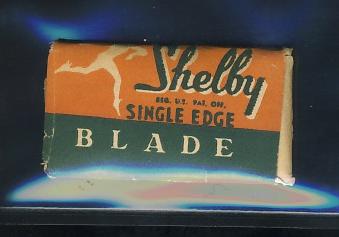 Shelby
REG. U.S. PAT. OFF.
SINGLE EDGE
BLADE